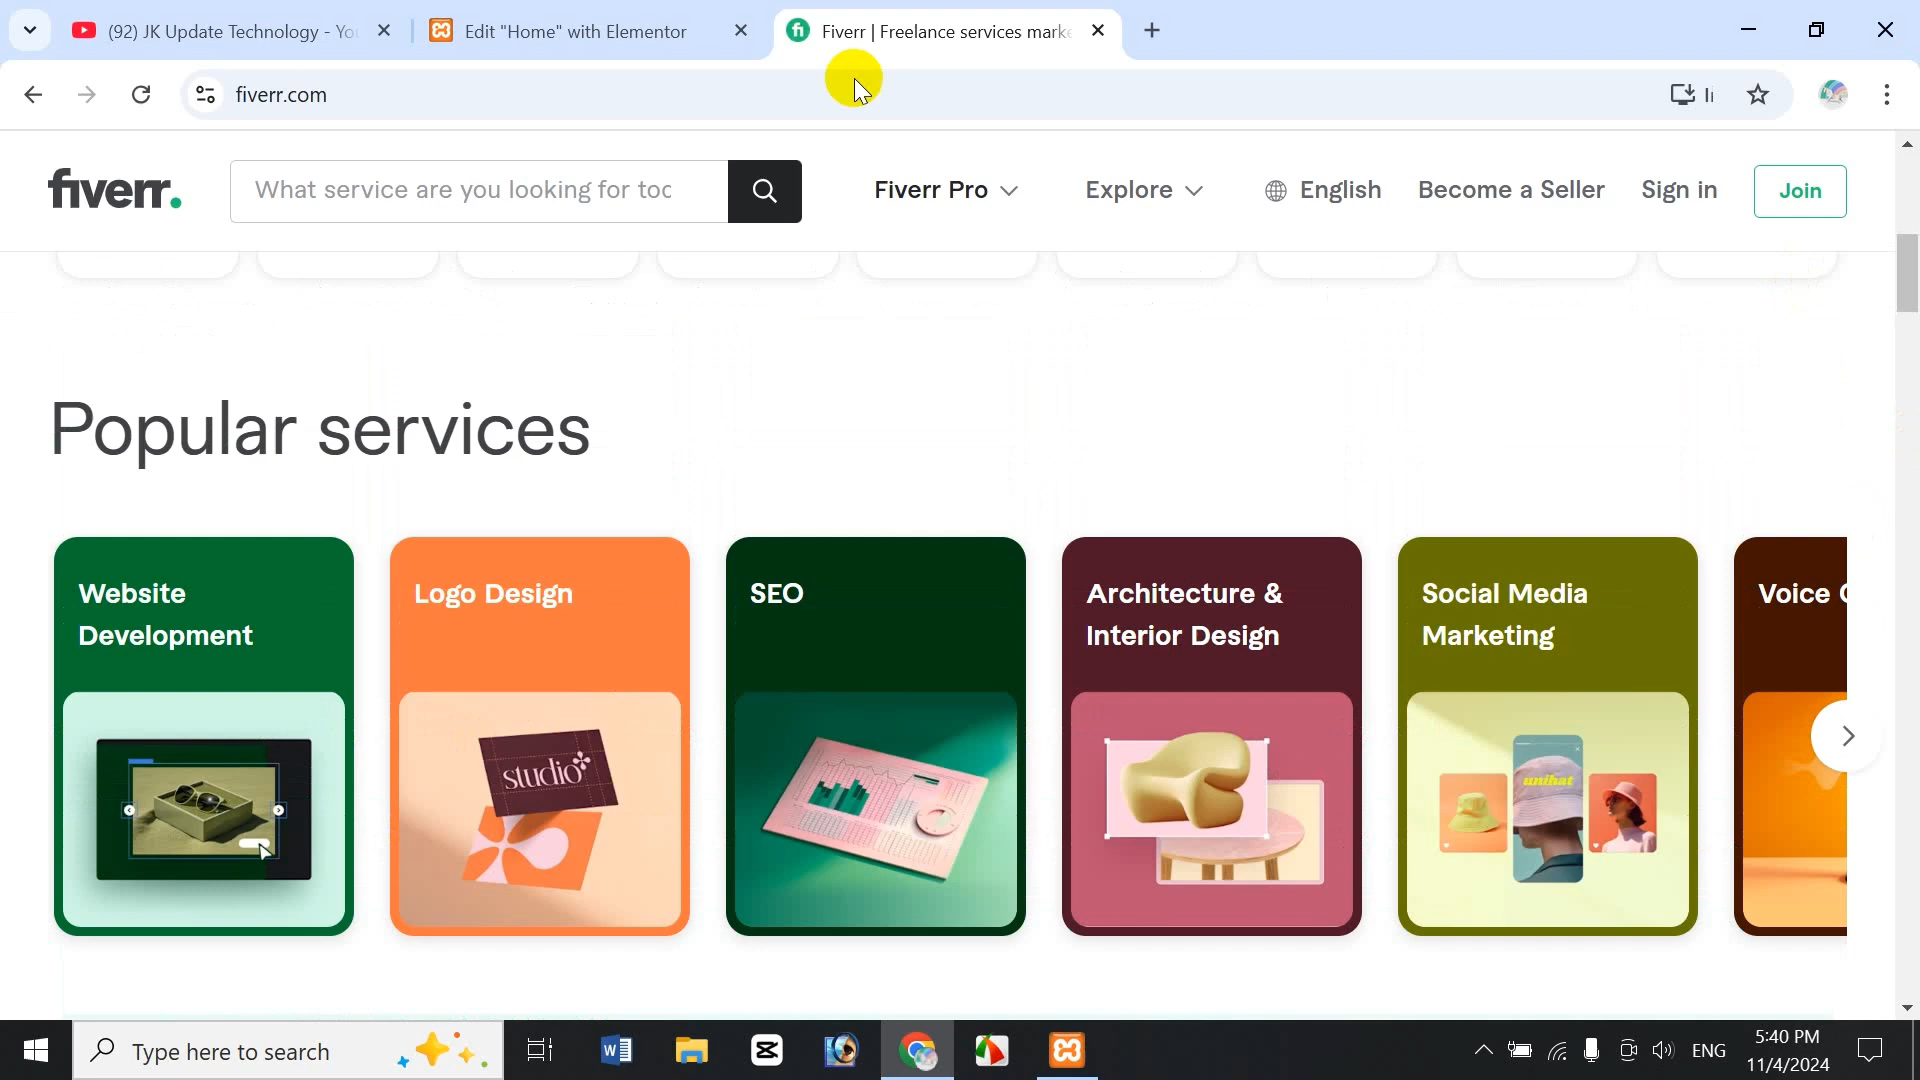 (92) JK Update Technology - Yo
Edit "Home" with Elementor
Fiverr | Freelance services marke
fiverr.com
fiverr.
What service are you looking for toc
Fiverr Pro
Explore
English
Become a Seller
Sign in
Join
Popular services
Website
Development
Logo Design
SEO
Architecture &
Interior Design
Social Media
Marketing
Voice
studio
unihat
Type here to search
ENG
5:40 PM
11/4/2024